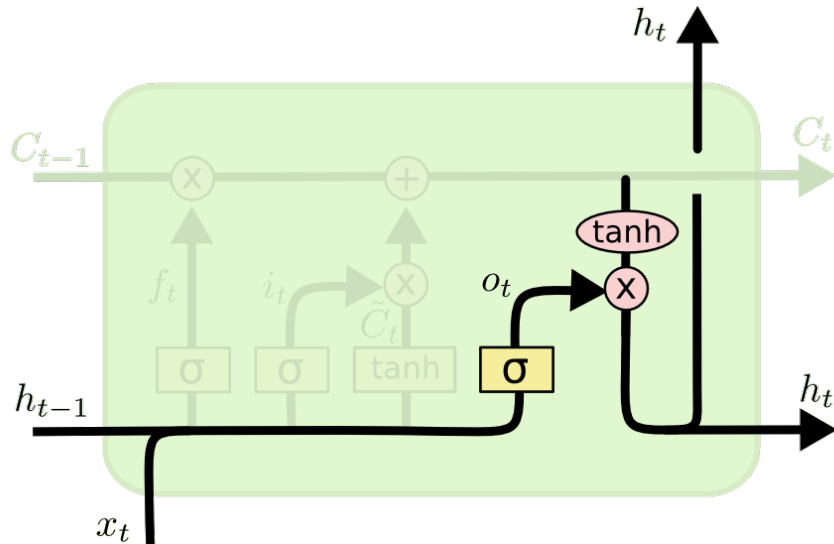 h_t
C_{t-1}
C_t
x
+
tanh
f_t
i_t
x
o_t
x
C̃_t
σ
σ
tanh
σ
h_{t-1}
h_t
x_t